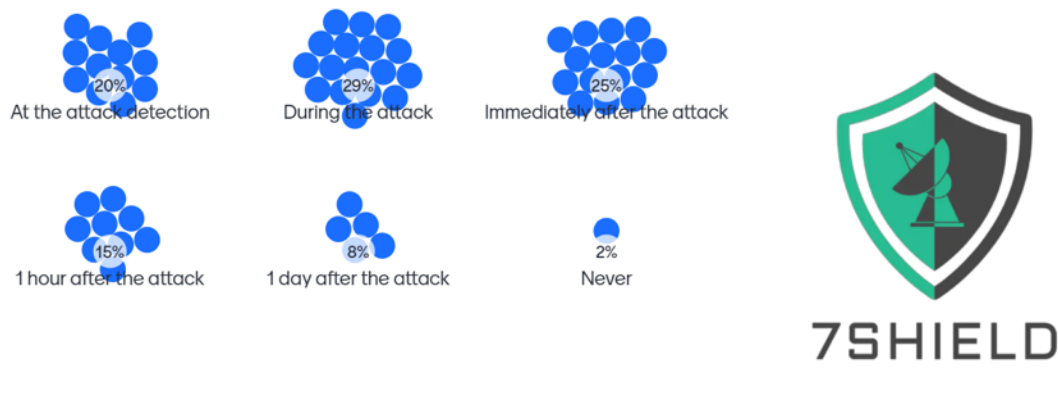 20%
At the attack detection
29%
During the attack
25%
Immediately after the attack
15%
1 hour after the attack
8%
1 day after the attack
2%
Never
7SHIELD